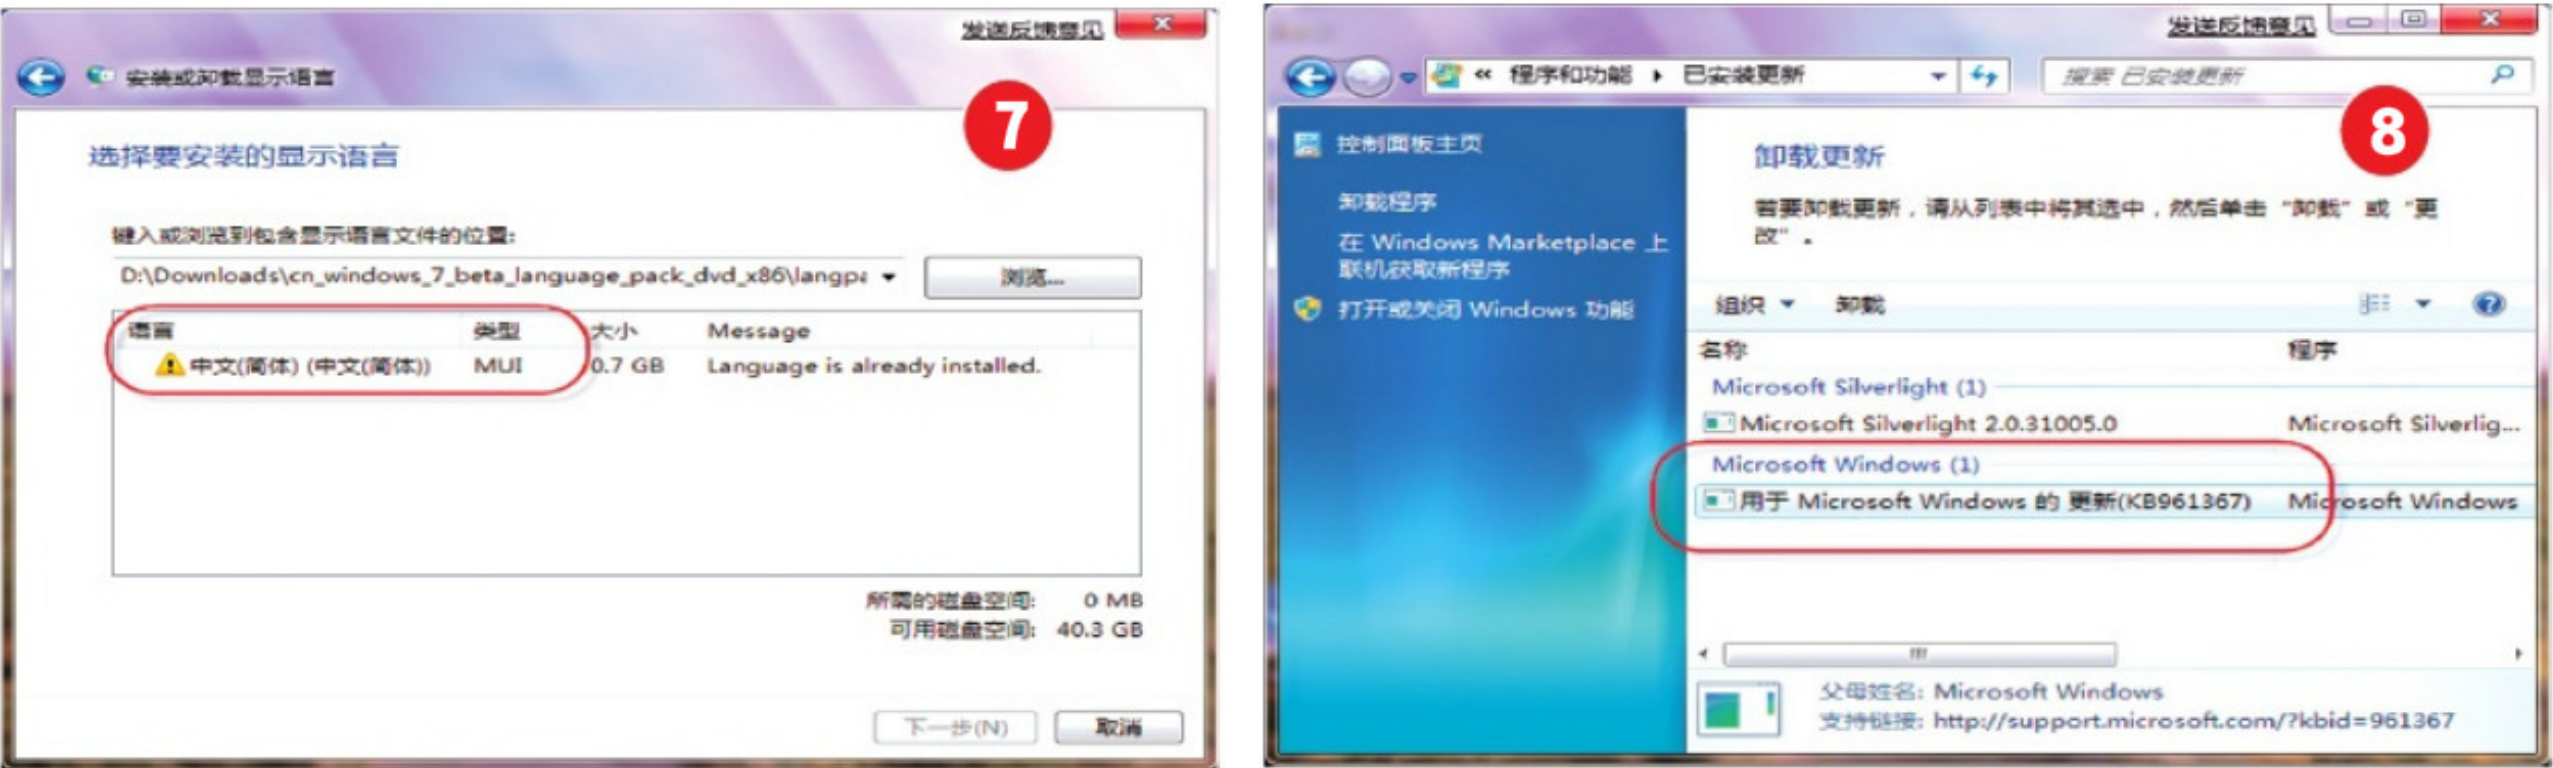 发送反馈意见
安装或卸载显示语言
7
选择要安装的显示语言
键入或浏览到包含显示语言文件的位置:
D:\Downloads\cn_windows_7_beta_language_pack_dvd_x86\langpa
浏览...
语言 类型 大小 Message
中文(简体) (中文(简体)) MUI 0.7 GB Language is already installed.
所需的磁盘空间: 0 MB
可用磁盘空间: 40.3 GB
下一步(N) 取消
发送反馈意见
« 程序和功能 ▸ 已安装更新
搜索 已安装更新
8
控制面板主页
卸载程序
在 Windows Marketplace 上
联机获取新程序
打开或关闭 Windows 功能
卸载更新
若要卸载更新，请从列表中将其选中，然后单击“卸载”或“更
改”。
组织 卸载
名称 程序
Microsoft Silverlight (1)
Microsoft Silverlight 2.0.31005.0 Microsoft Silverlig...
Microsoft Windows (1)
用于 Microsoft Windows 的 更新(KB961367) Microsoft Windows
父母姓名: Microsoft Windows
支持链接: http://support.microsoft.com/?kbid=961367